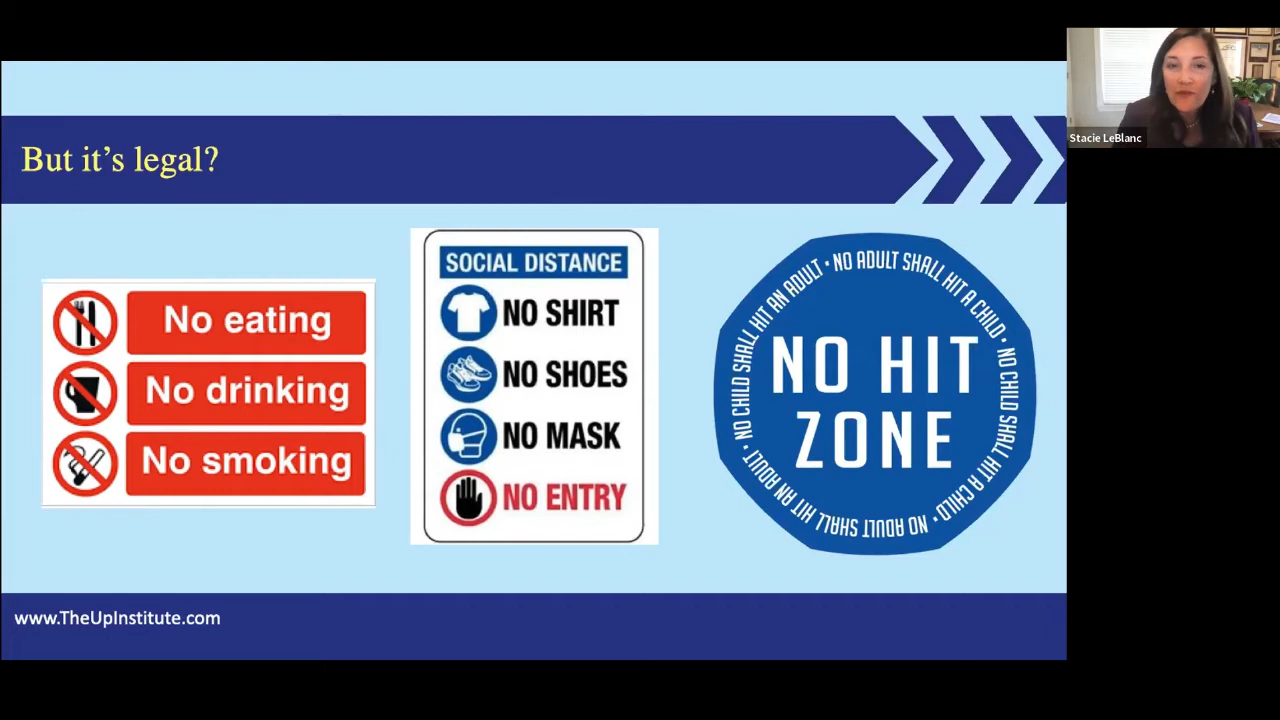 But it's legal?
Stacie LeBlanc
No eating
No drinking
No smoking
SOCIAL DISTANCE
NO SHIRT
NO SHOES
NO MASK
NO ENTRY
NO ADULT SHALL HIT A CHILD • NO CHILD SHALL HIT A CHILD • NO ADULT SHALL HIT AN ADULT • NO CHILD SHALL HIT AN ADULT •
NO HIT
ZONE
www.TheUpInstitute.com